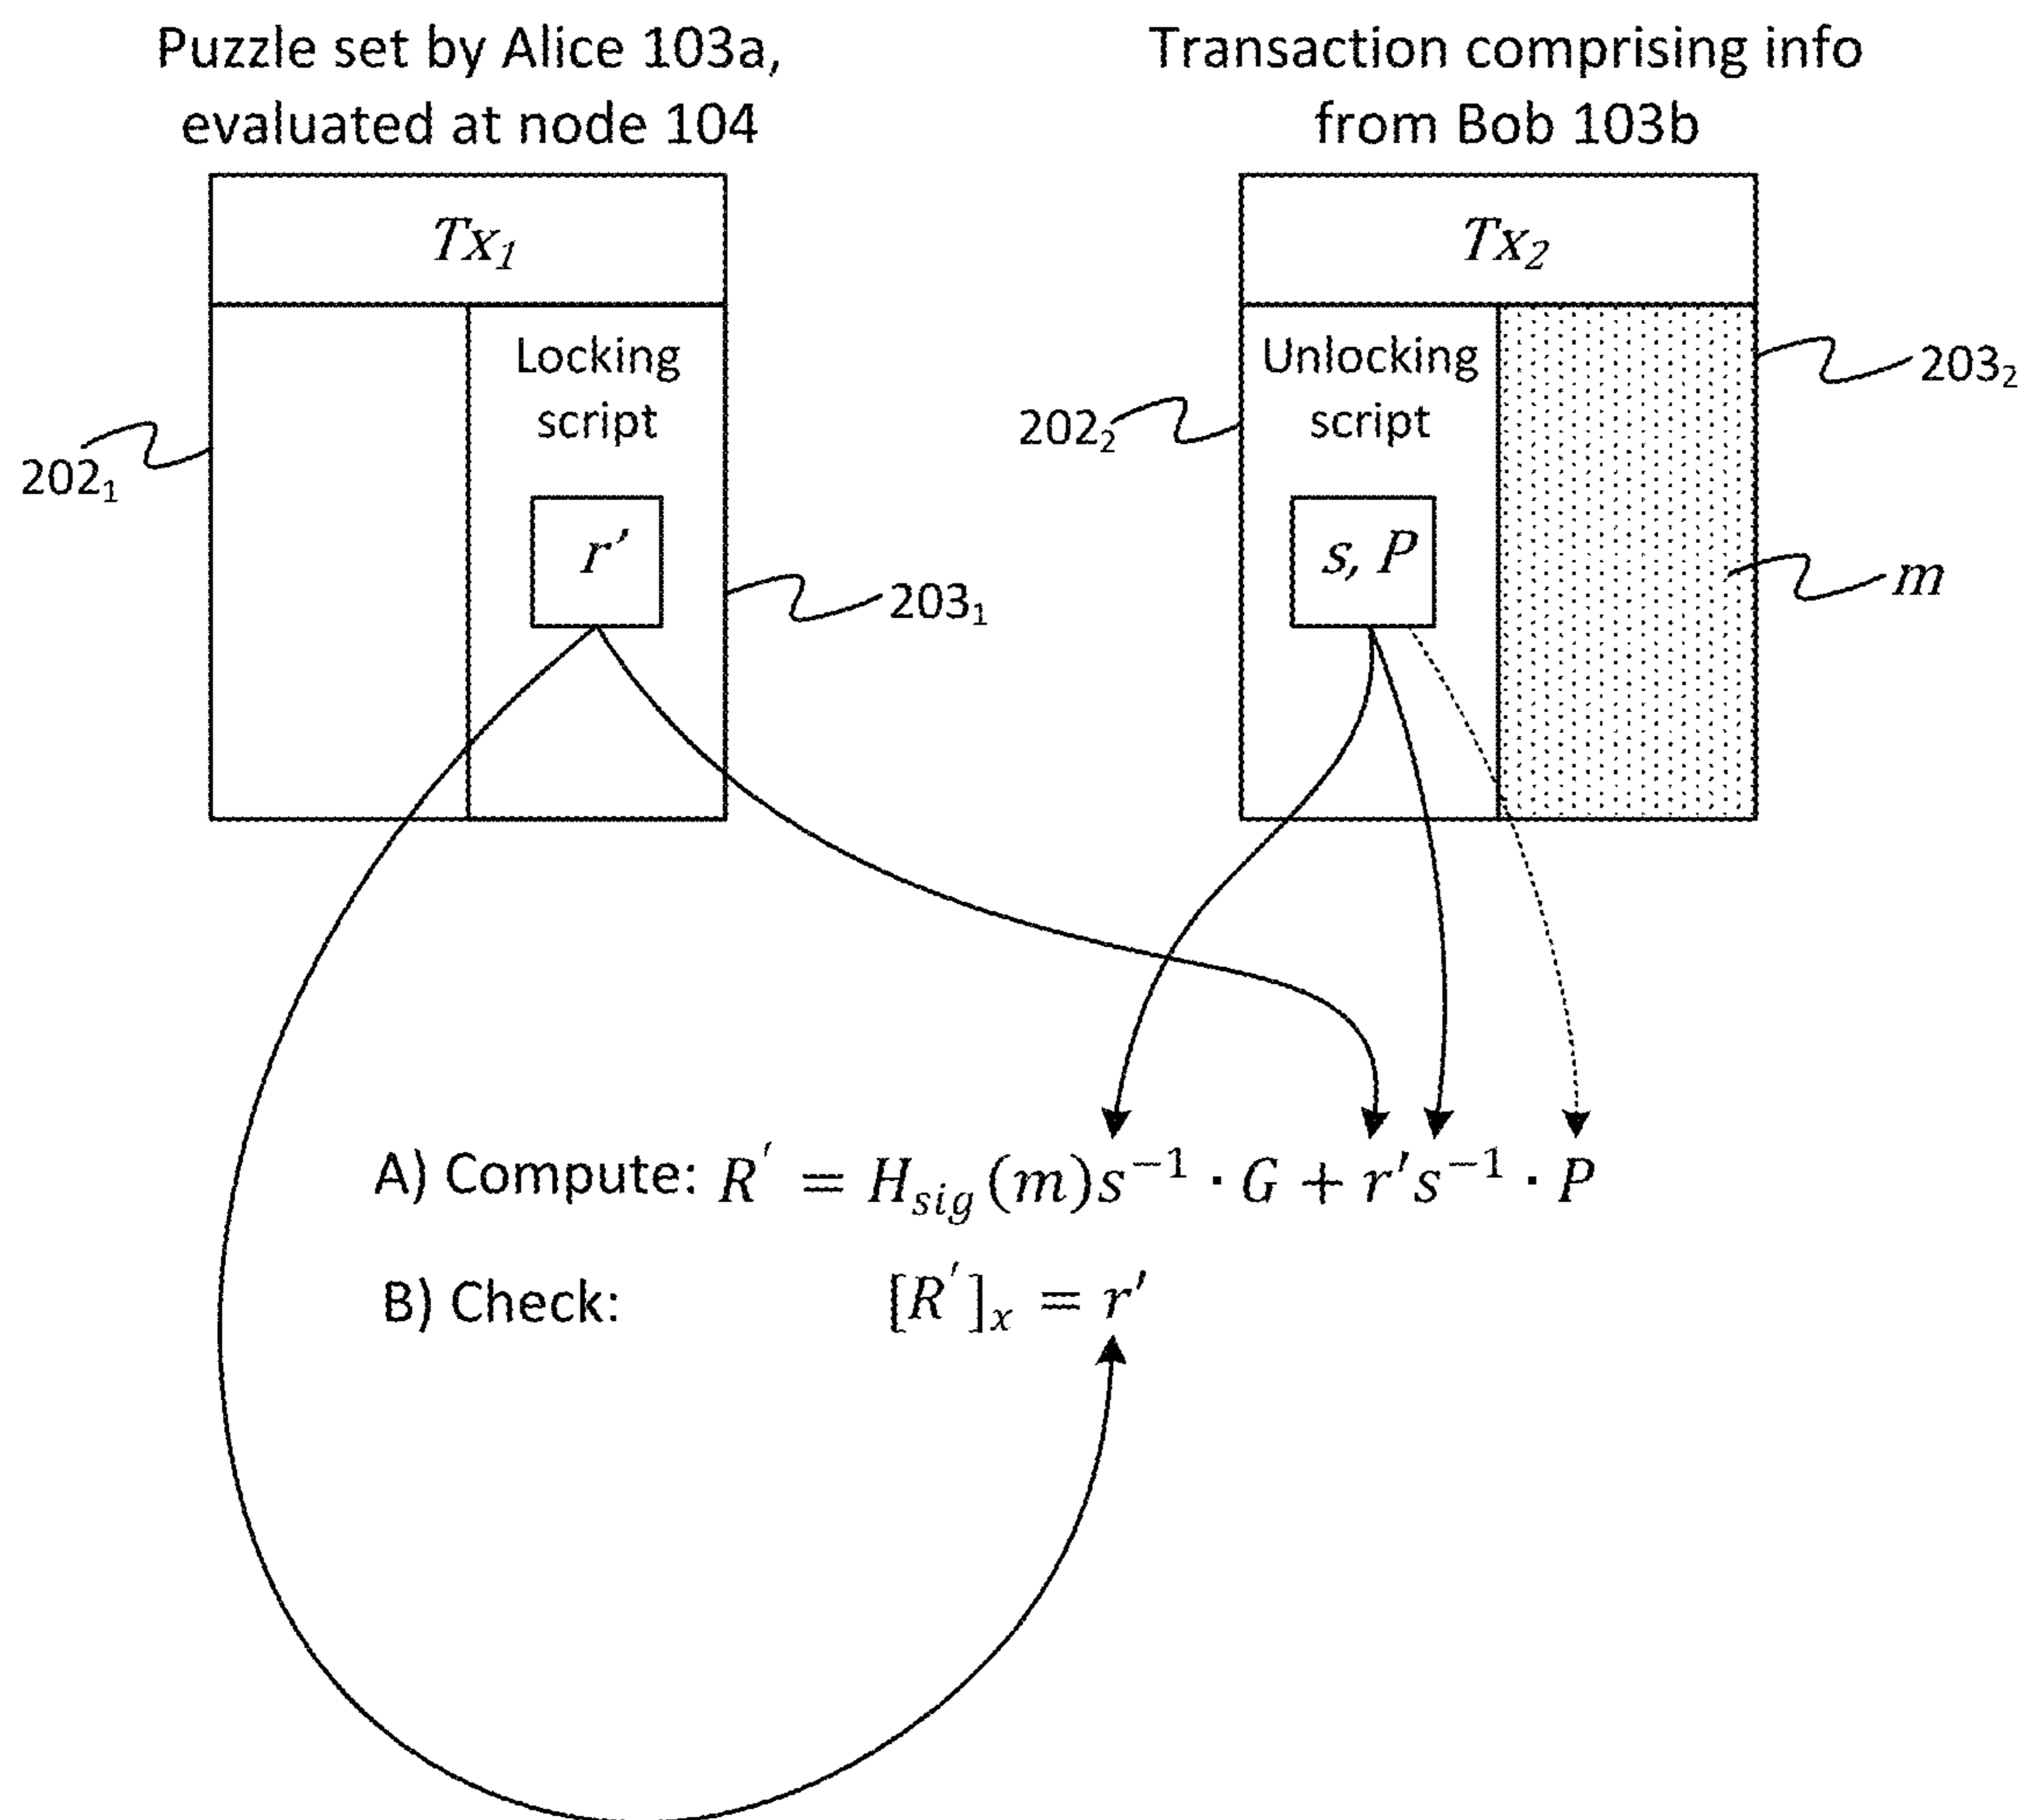 Puzzle set by Alice 103a,
evaluated at node 104
Transaction comprising info
from Bob 103b
Tx₁
Tx₂
Locking
script
Unlocking
script
202₁
203₁
202₂
203₂
r'
s, P
m
A) Compute: R' = H_sig(m)s⁻¹ · G + r's⁻¹ · P
B) Check: [R']ₓ = r'